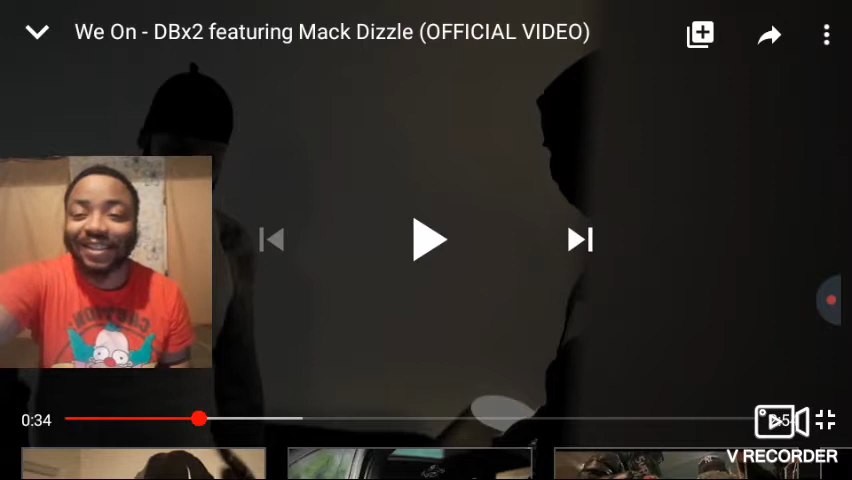 We On - DBx2 featuring Mack Dizzle (OFFICIAL VIDEO)
0:34
V RECORDER